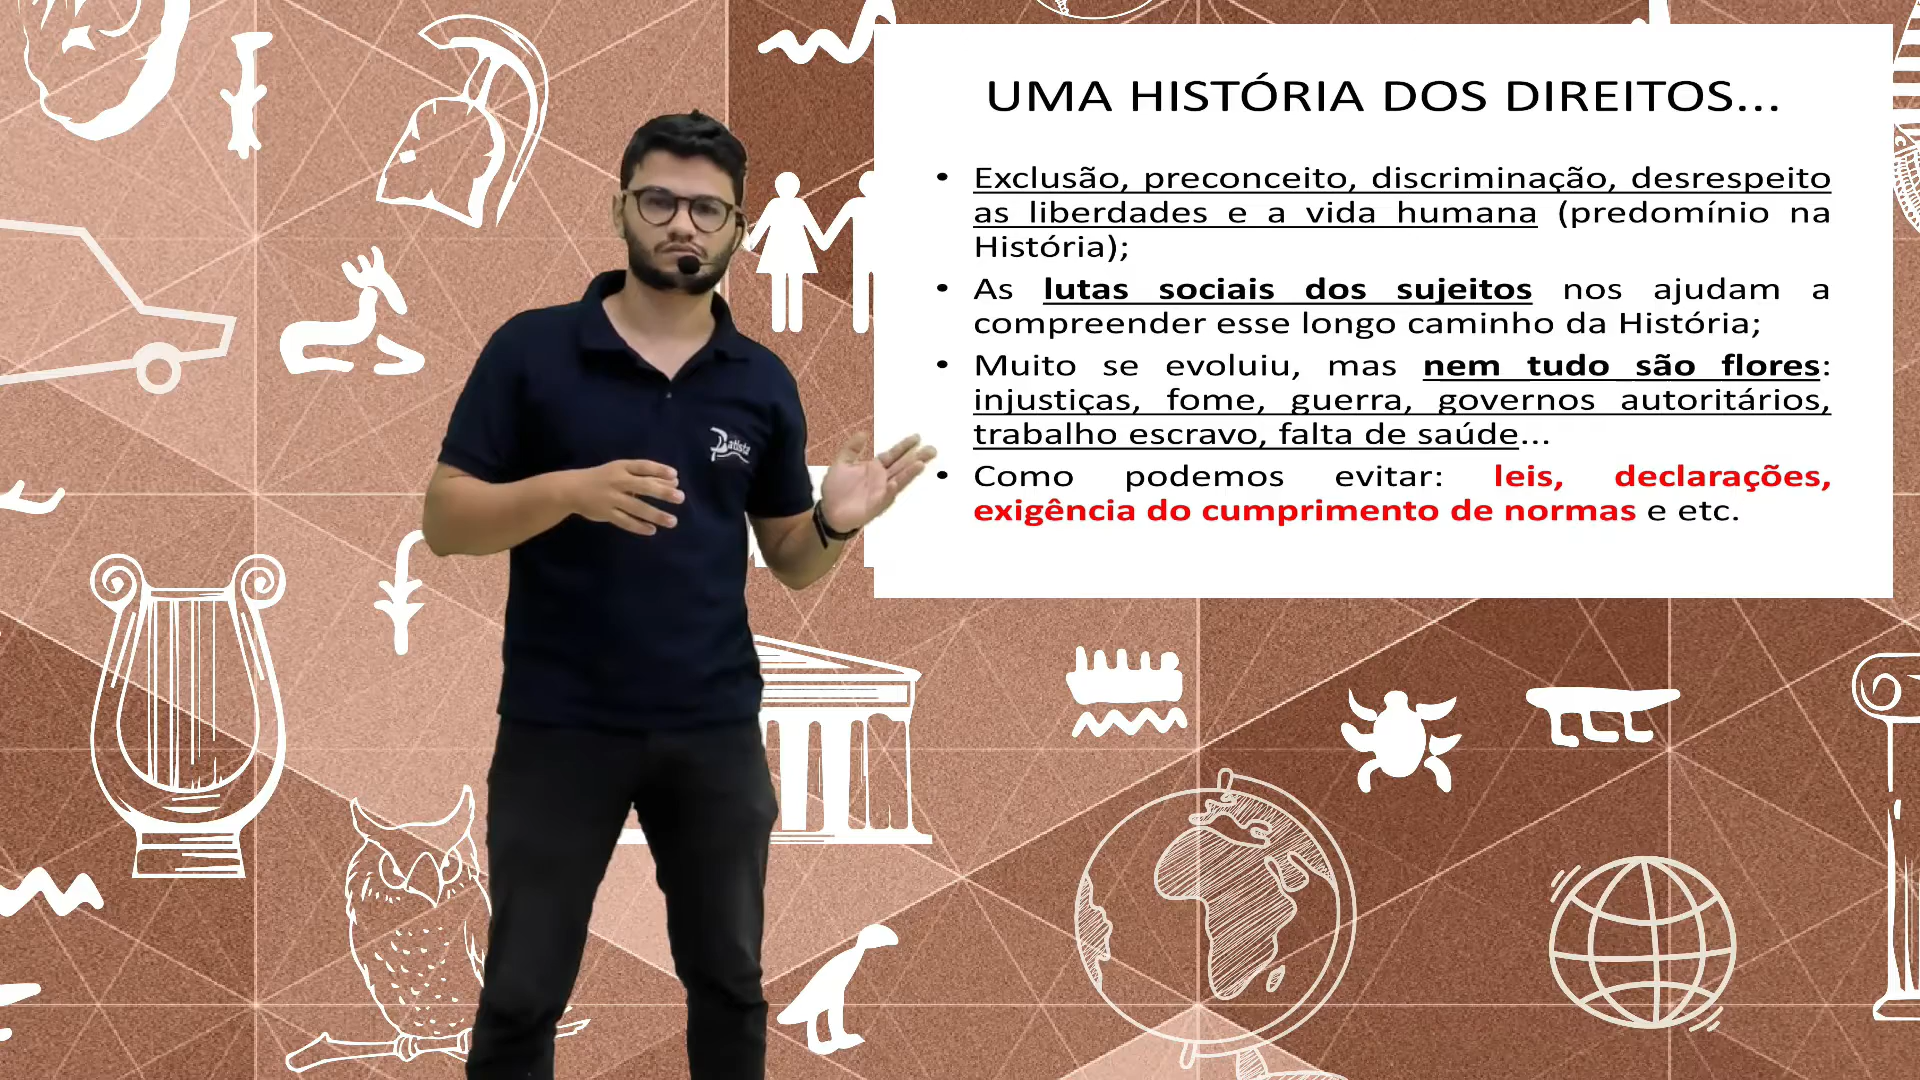 UMA HISTÓRIA DOS DIREITOS...
• Exclusão, preconceito, discriminação, desrespeito
as liberdades e a vida humana (predomínio na
História);
• As lutas sociais dos sujeitos nos ajudam a
compreender esse longo caminho da História;
• Muito se evoluiu, mas nem tudo são flores:
injustiças, fome, guerra, governos autoritários,
trabalho escravo, falta de saúde...
• Como podemos evitar: leis, declarações,
exigência do cumprimento de normas e etc.
Batista